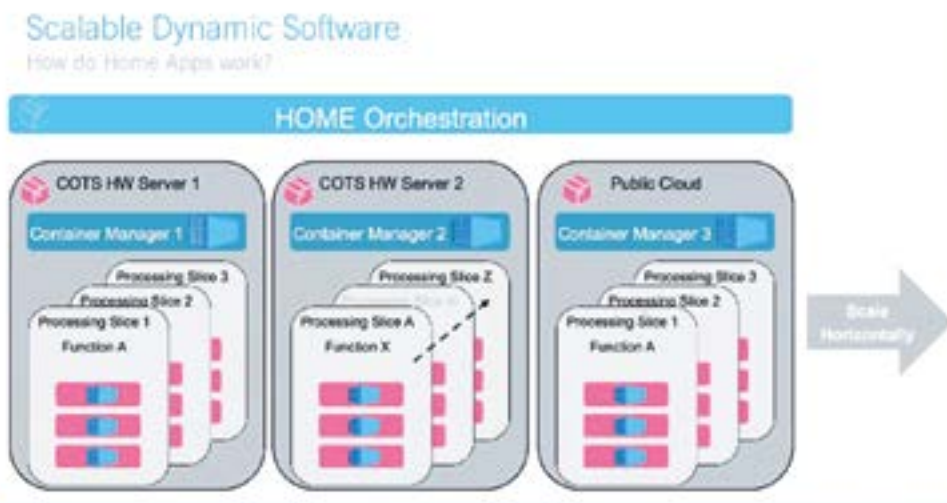 Scalable Dynamic Software
How do Home Apps work?
HOME Orchestration
COTS HW Server 1
Container Manager 1
Processing Slice 3
Processing Slice 2
Processing Slice 1
Function A
COTS HW Server 2
Container Manager 2
Processing Slice Z
Processing Slice A
Function X
Public Cloud
Container Manager 3
Processing Slice 3
Processing Slice 2
Processing Slice 1
Function A
Scale
Horizontally